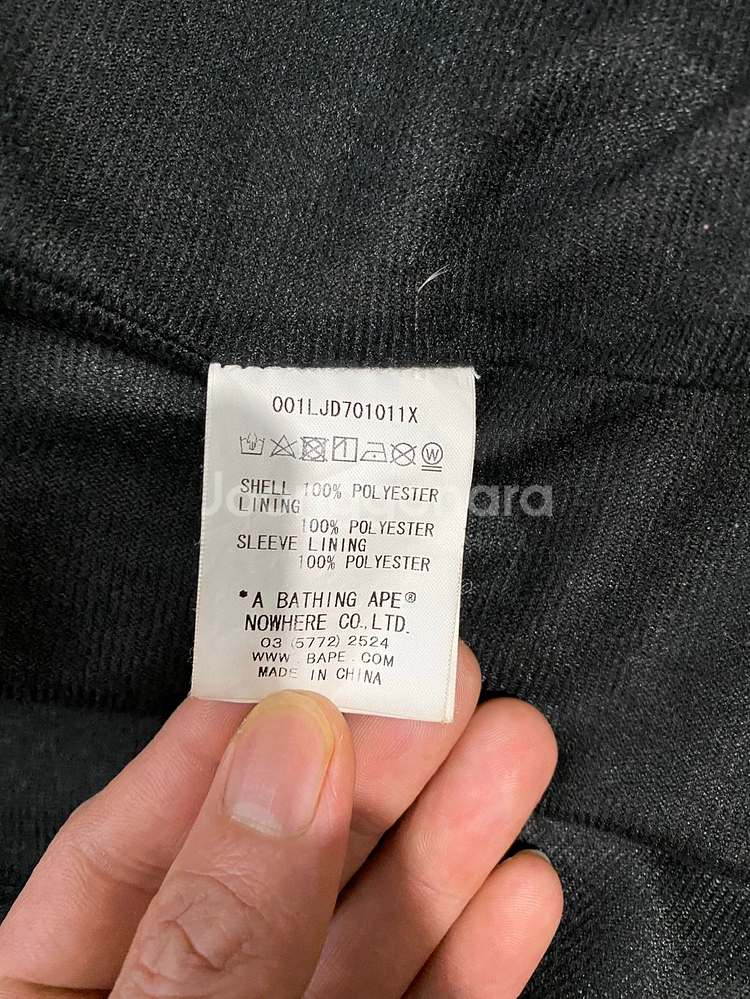 001LJD701011X
1 W
SHELL 100% POLYESTER
LINING
100% POLYESTER
SLEEVE LINING
100% POLYESTER
*A BATHING APE®
NOWHERE CO.,LTD.
03 (5772) 2524
WWW.BAPE.COM
MADE IN CHINA